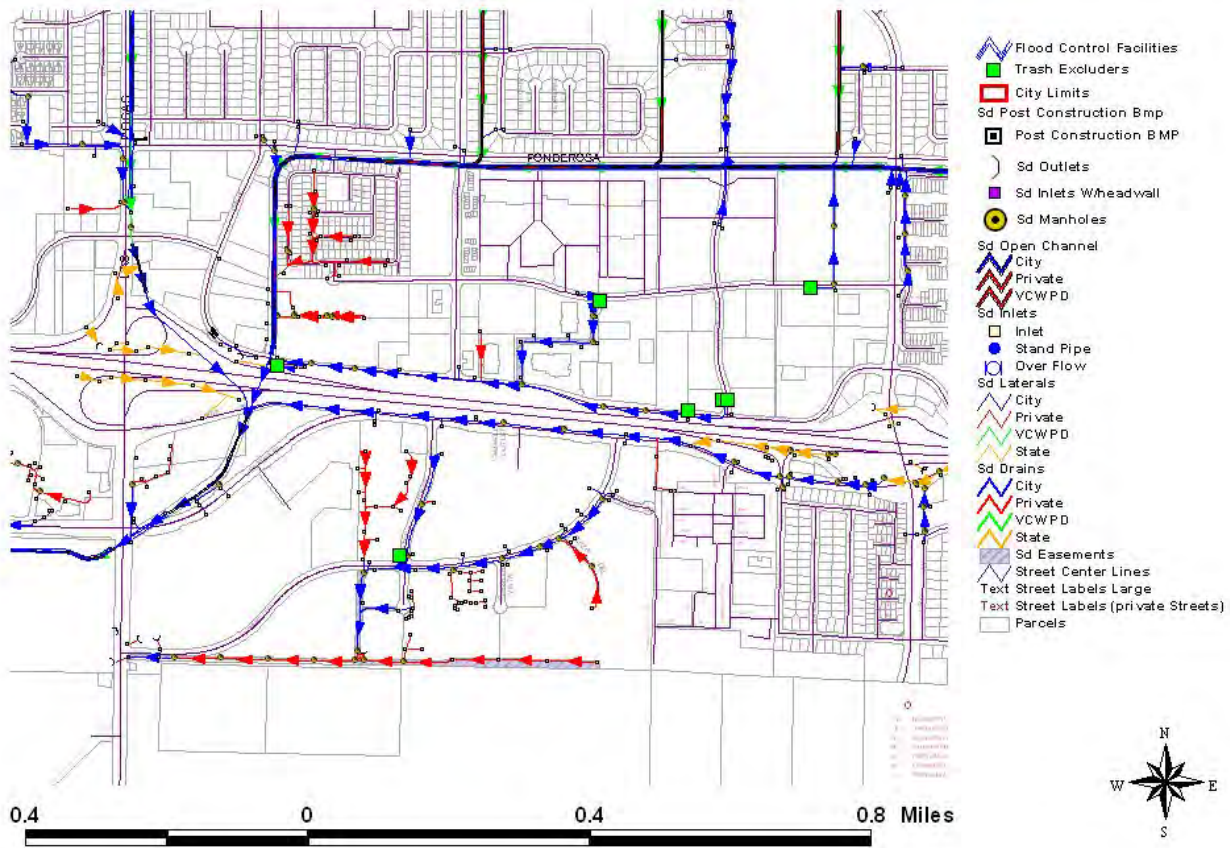 PONDEROSA
Flood Control Facilities
Trash Excluders
City Limits
Sd Post Construction Bmp
Post Construction BMP
Sd Outlets
Sd Inlets W/headwall
Sd Manholes
Sd Open Channel
City
Private
VCWPD
Sd Inlets
Inlet
Stand Pipe
Over Flow
Sd Laterals
City
Private
VCWPD
State
Sd Drains
City
Private
VCWPD
State
Sd Easements
Street Center Lines
Text Street Labels Large
Text Street Labels (private Streets)
Parcels
N
W E
S
0.4 0 0.4 0.8 Miles